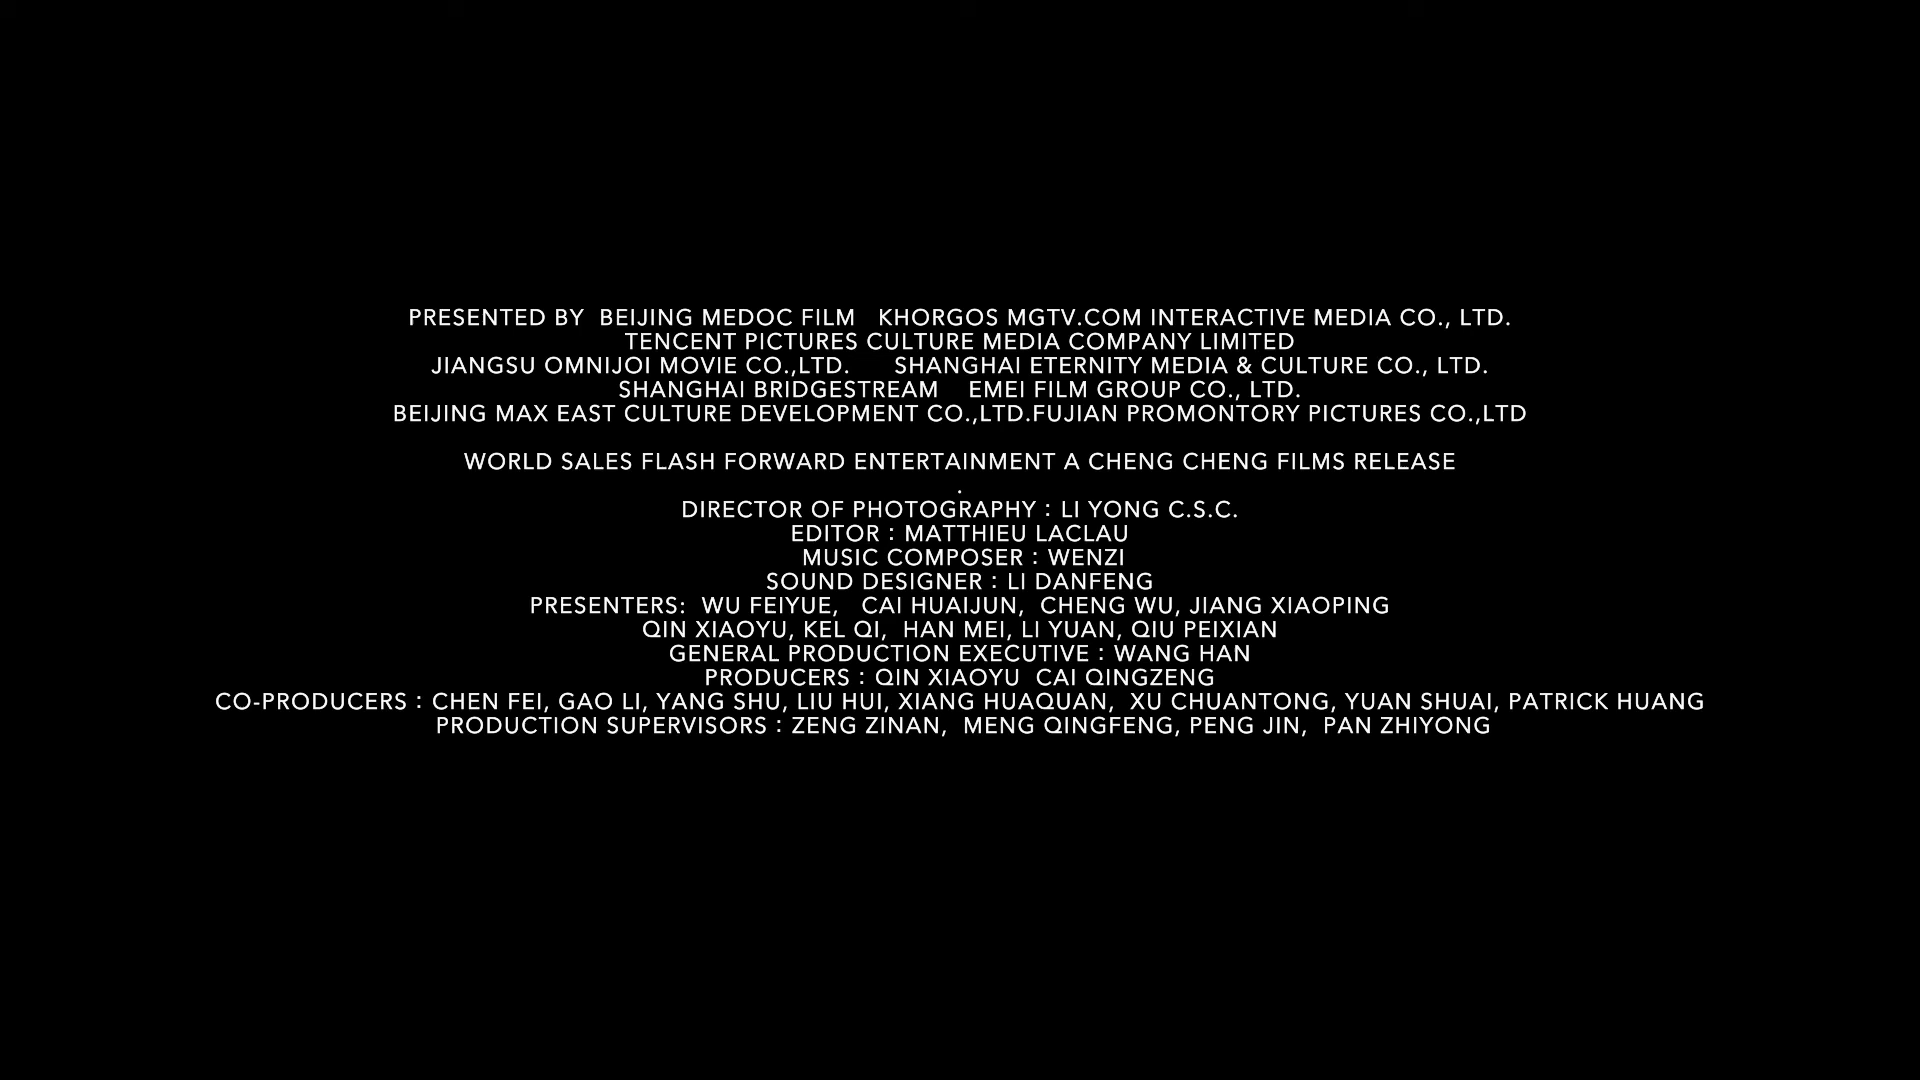 PRESENTED BY  BEIJING MEDOC FILM   KHORGOS MGTV.COM INTERACTIVE MEDIA CO., LTD.
TENCENT PICTURES CULTURE MEDIA COMPANY LIMITED
JIANGSU OMNIJOI MOVIE CO.,LTD.      SHANGHAI ETERNITY MEDIA & CULTURE CO., LTD.
SHANGHAI BRIDGESTREAM    EMEI FILM GROUP CO., LTD.
BEIJING MAX EAST CULTURE DEVELOPMENT CO.,LTD.FUJIAN PROMONTORY PICTURES CO.,LTD
WORLD SALES FLASH FORWARD ENTERTAINMENT A CHENG CHENG FILMS RELEASE
.
DIRECTOR OF PHOTOGRAPHY : LI YONG C.S.C.
EDITOR : MATTHIEU LACLAU
MUSIC COMPOSER : WENZI
SOUND DESIGNER : LI DANFENG
PRESENTERS:  WU FEIYUE,   CAI HUAIJUN,  CHENG WU, JIANG XIAOPING
QIN XIAOYU, KEL QI,  HAN MEI, LI YUAN, QIU PEIXIAN
GENERAL PRODUCTION EXECUTIVE : WANG HAN
PRODUCERS : QIN XIAOYU  CAI QINGZENG
CO-PRODUCERS : CHEN FEI, GAO LI, YANG SHU, LIU HUI, XIANG HUAQUAN,  XU CHUANTONG, YUAN SHUAI, PATRICK HUANG
PRODUCTION SUPERVISORS : ZENG ZINAN,  MENG QINGFENG, PENG JIN,  PAN ZHIYONG